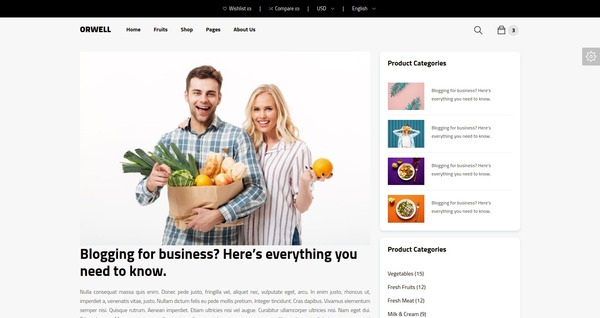 Wishlist (0)
Compare (0)
USD
English
ORWELL
Home
Fruits
Shop
Pages
About Us
3
Product Categories
Blogging for business? Here's
everything you need to know.
Blogging for business? Here's
everything you need to know.
Blogging for business? Here's
everything you need to know.
Blogging for business? Here's
everything you need to know.
Blogging for business? Here's everything you
need to know.
Nulla consequat massa quis enim. Donec pede justo, fringilla vel, aliquet nec, vulputate eget, arcu. In enim justo, rhoncus ut,
imperdiet a, venenatis vitae, justo. Nullam dictum felis eu pede mollis pretium. Integer tincidunt. Cras dapibus. Vivamus elementum
semper nisi. Quisque rutrum. Aenean imperdiet. Etiam ultricies nisi vel augue. Curabitur ullamcorper ultricies nisi. Nam eget dui.
Product Categories
Vegetables (15)
Fresh Fruits (12)
Fresh Meat (12)
Milk & Cream (9)